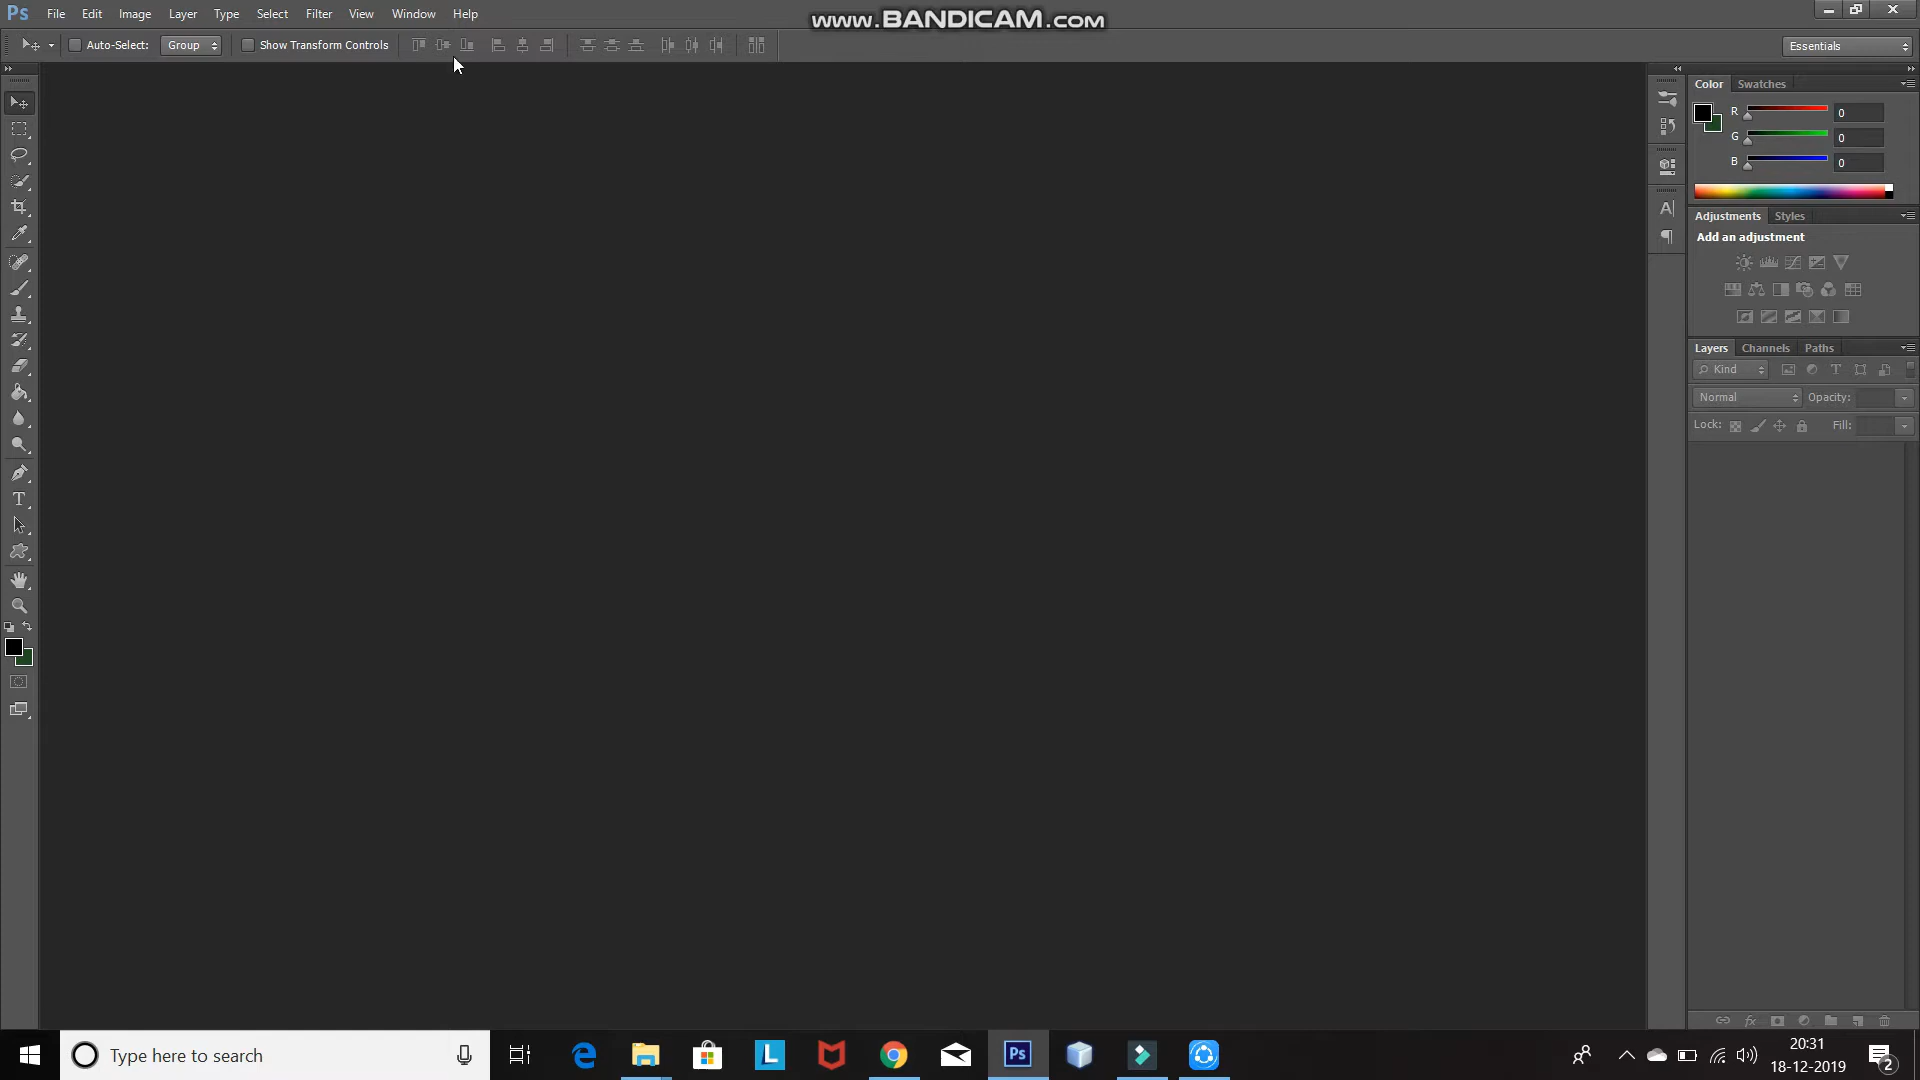 Ps File Edit Image Layer Type Select Filter View Window Help
www.BANDICAM.com
Auto-Select: Group Show Transform Controls
Essentials
Color Swatches
R 0
G 0
B 0
Adjustments Styles
Add an adjustment
Layers Channels Paths
Kind
Normal Opacity:
Lock: Fill:
Type here to search
L
Ps
20:31
18-12-2019
2